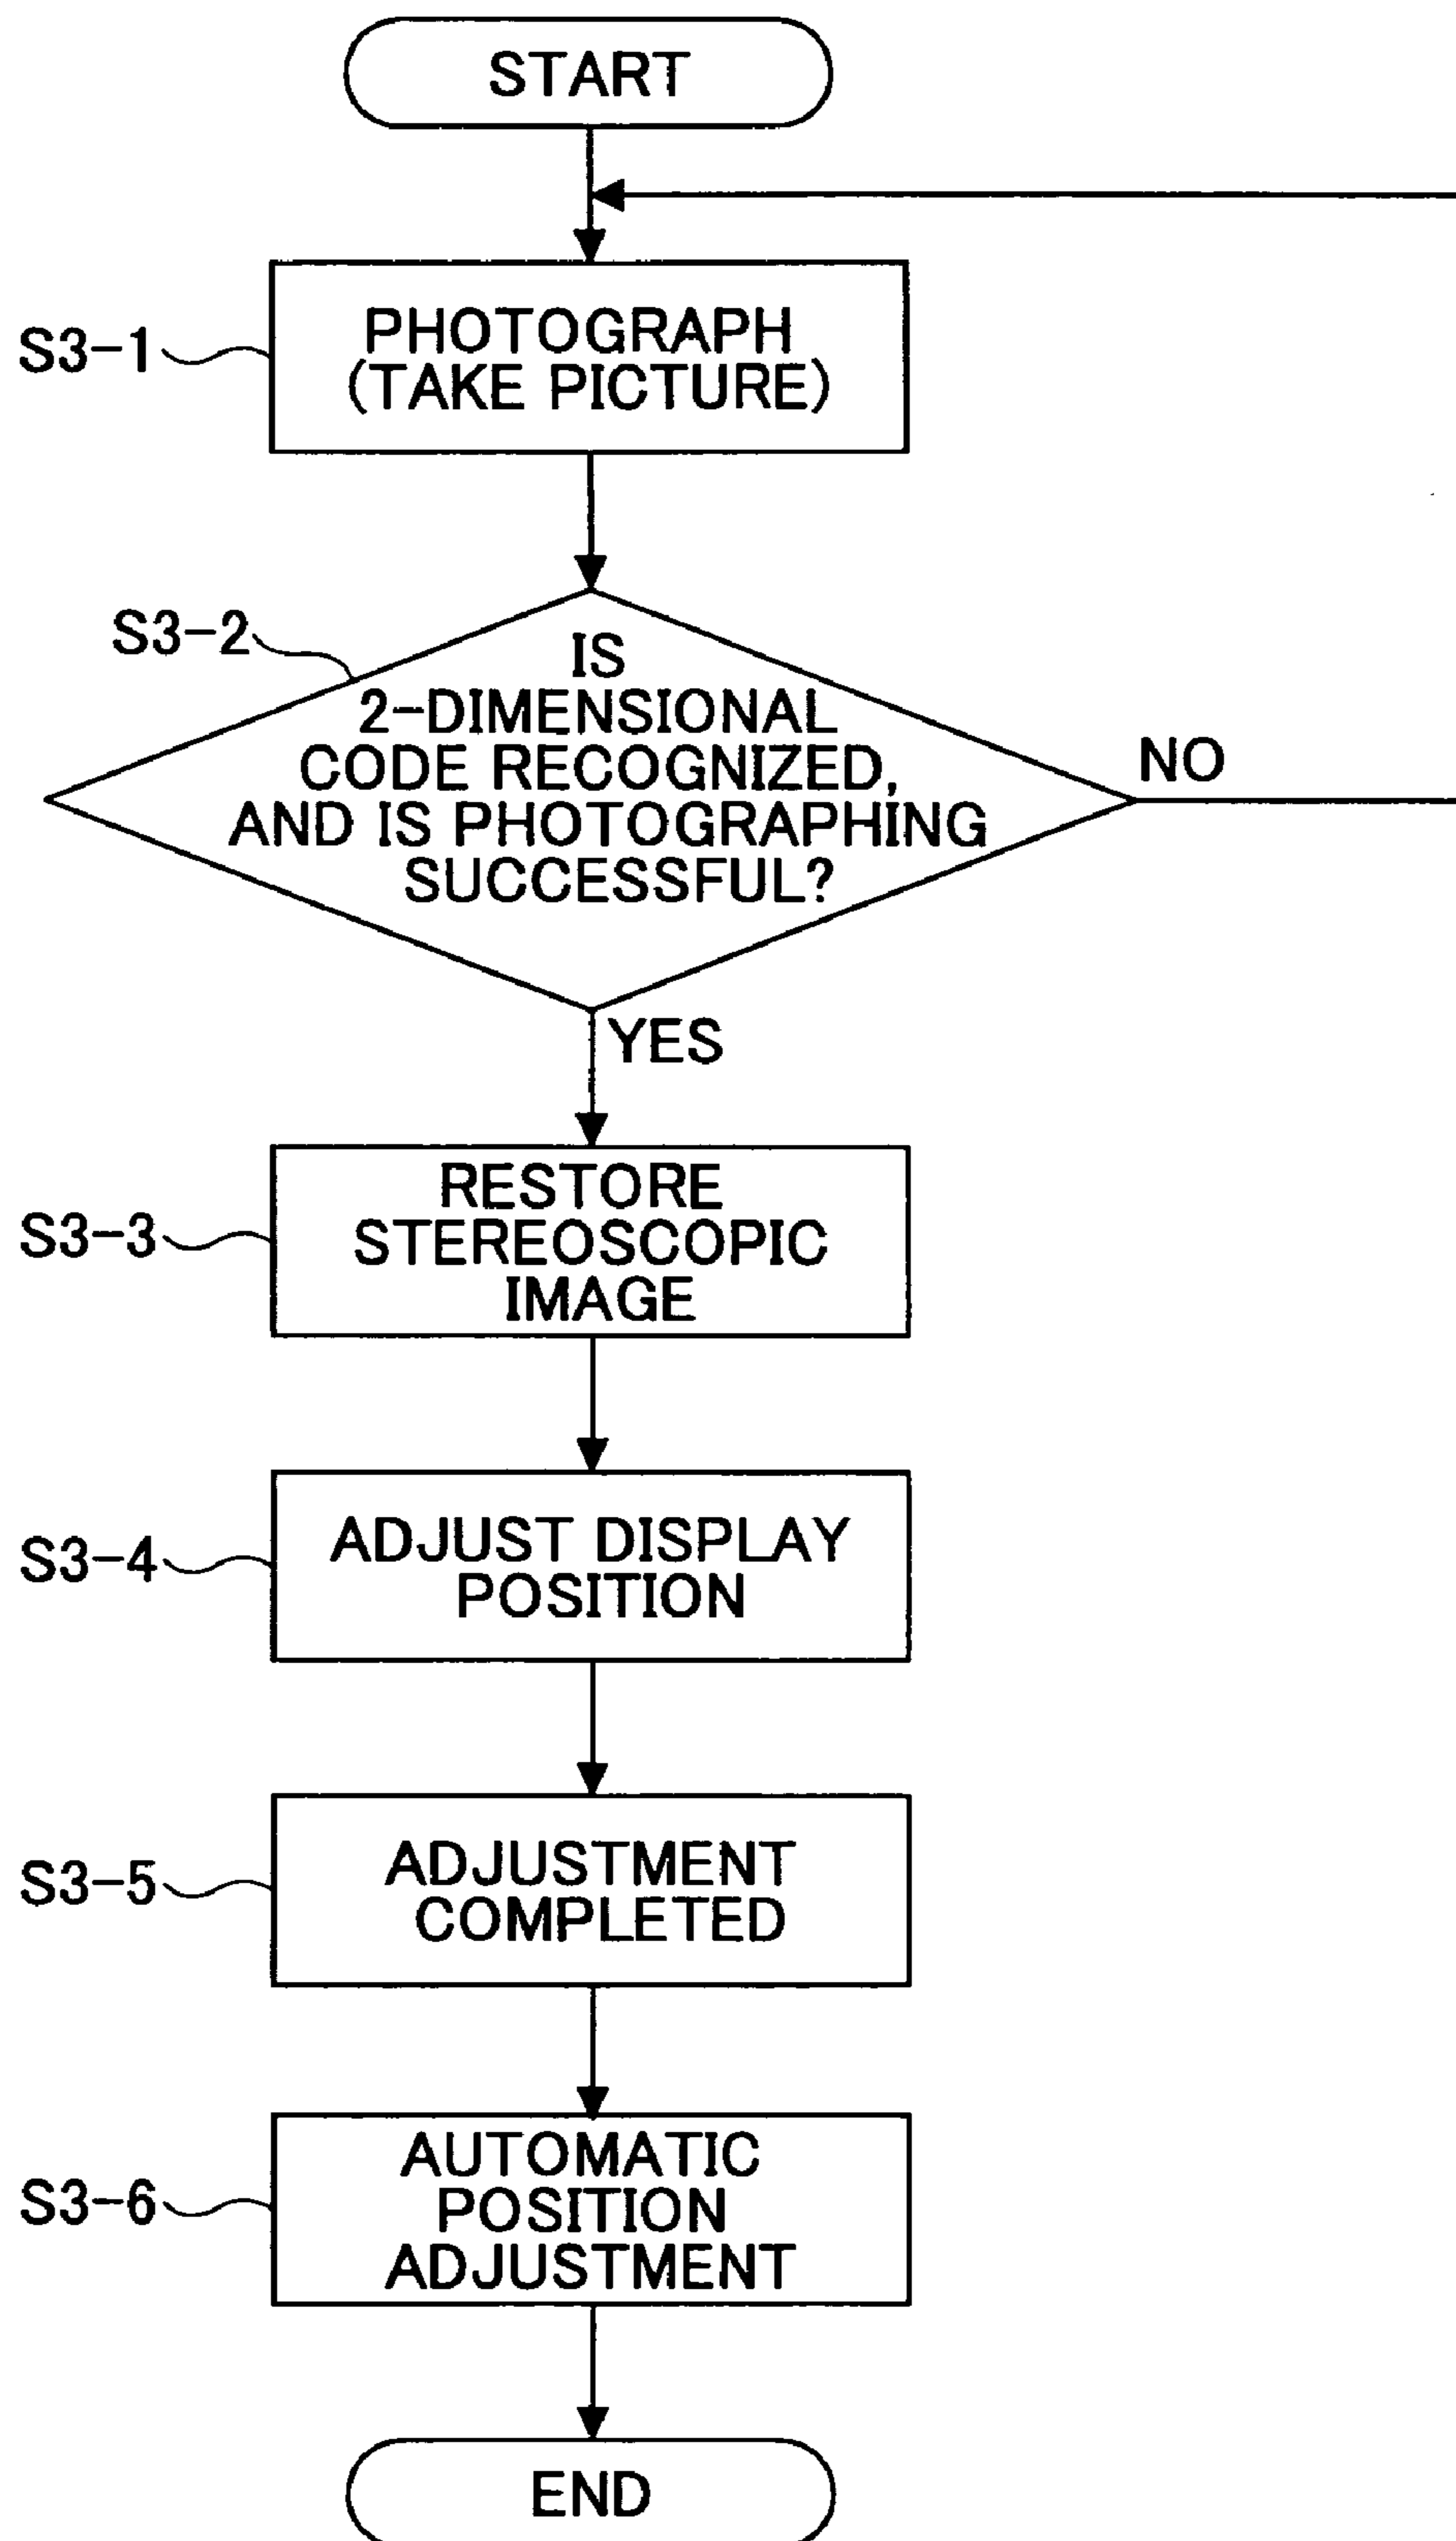 START
S3-1
PHOTOGRAPH
(TAKE PICTURE)
S3-2
IS
2-DIMENSIONAL
CODE RECOGNIZED,
AND IS PHOTOGRAPHING
SUCCESSFUL?
NO
YES
S3-3
RESTORE
STEREOSCOPIC
IMAGE
S3-4
ADJUST DISPLAY
POSITION
S3-5
ADJUSTMENT
COMPLETED
S3-6
AUTOMATIC
POSITION
ADJUSTMENT
END